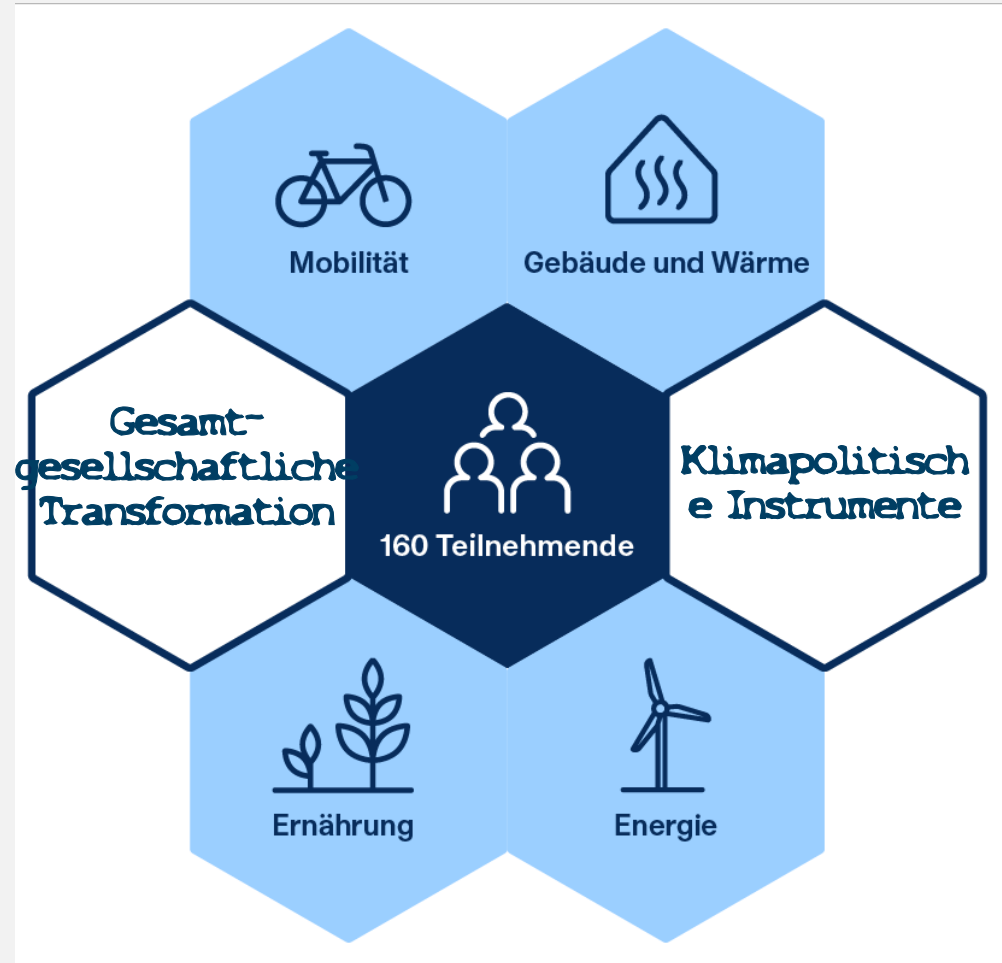 Mobilität
Gebäude und Wärme
Gesamt-
gesellschaftliche
Transformation
160 Teilnehmende
Klimapolitisch
e Instrumente
Ernährung
Energie